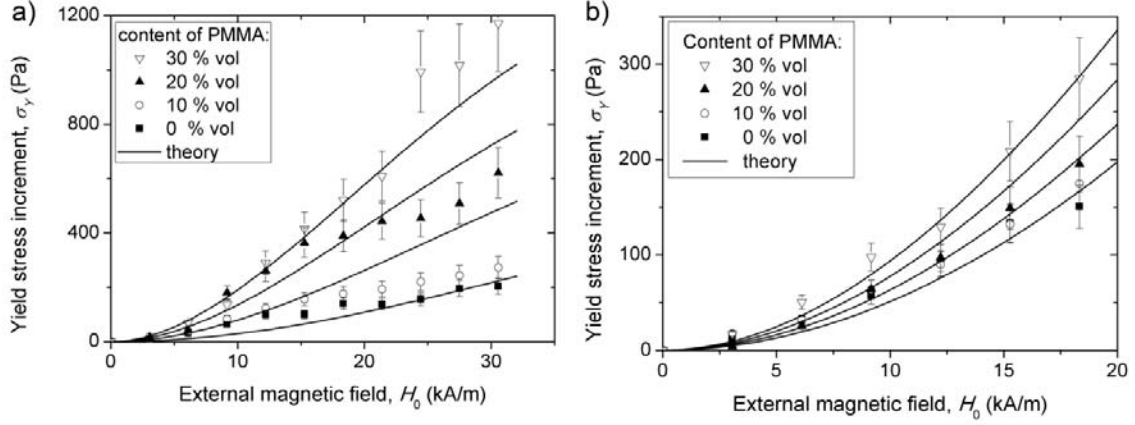 a)
Yield stress increment, σ_Y (Pa)
1200
800
400
0
content of PMMA:
30 % vol
20 % vol
10 % vol
0 % vol
theory
0 10 20 30
External magnetic field, H₀ (kA/m)
b)
Yield stress increment, σ_Y (Pa)
300
200
100
0
Content of PMMA:
30 % vol
20 % vol
10 % vol
0 % vol
theory
0 5 10 15 20
External magnetic field, H₀ (kA/m)